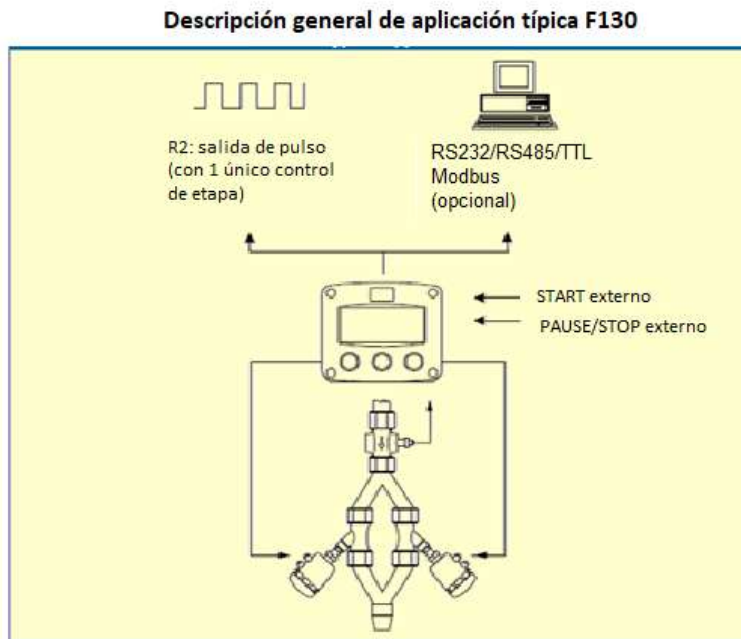 Descripción general de aplicación típica F130
R2: salida de pulso
(con 1 único control
de etapa)
RS232/RS485/TTL
Modbus
(opcional)
START externo
PAUSE/STOP externo